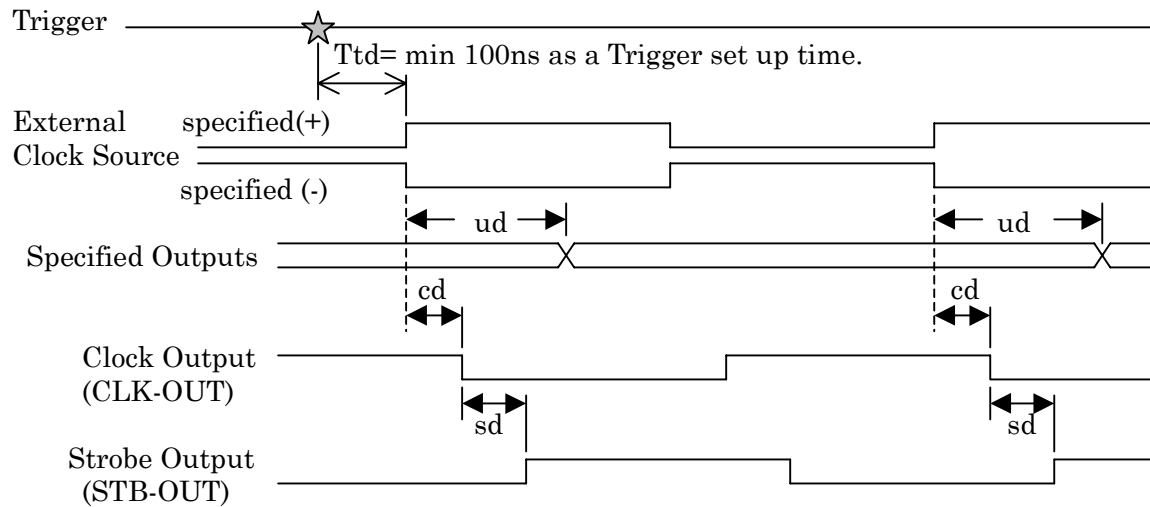 Trigger
Ttd= min 100ns as a Trigger set up time.
External specified(+)
Clock Source
specified (-)
ud ud
Specified Outputs
cd cd
Clock Output
(CLK-OUT)
sd sd
Strobe Output
(STB-OUT)